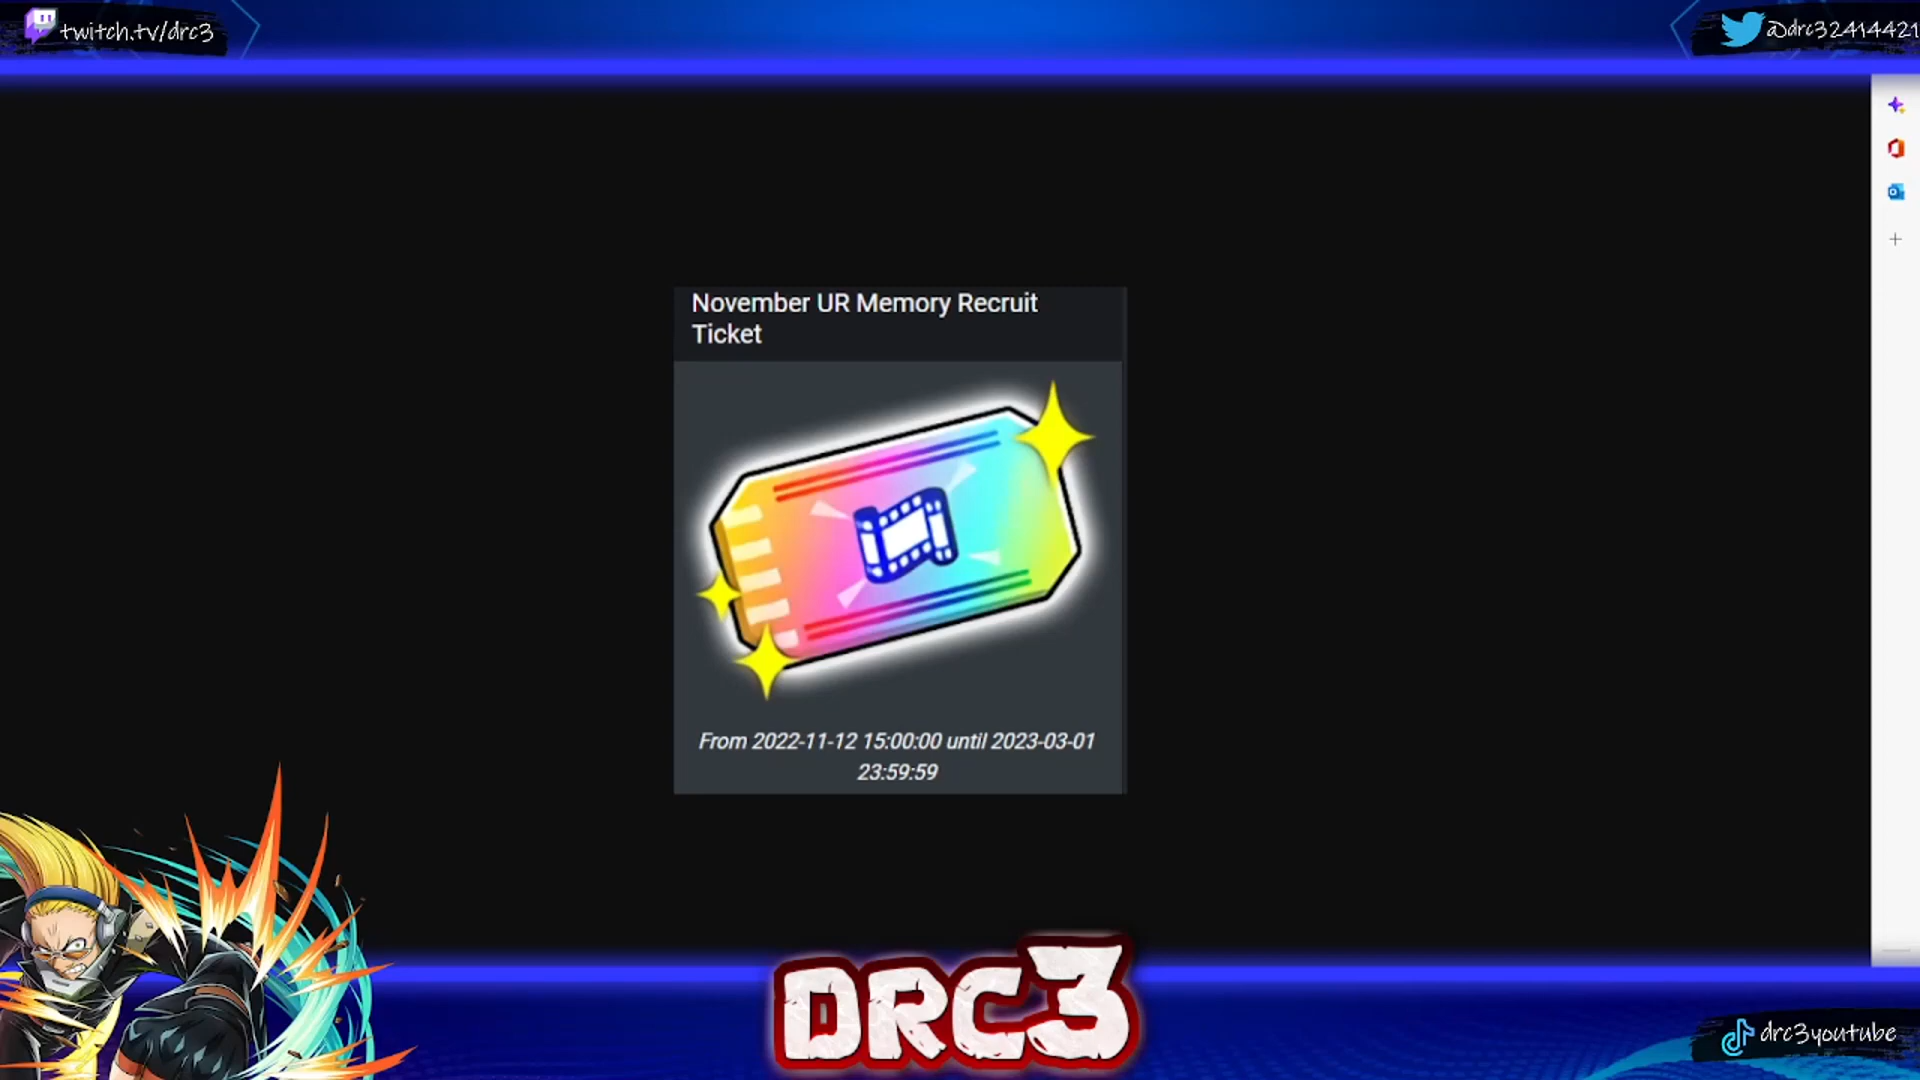 twitch.tv/drc3
@drc32414421
November UR Memory Recruit
Ticket
From 2022-11-12 15:00:00 until 2023-03-01
23:59:59
DRC3
drc3youtube